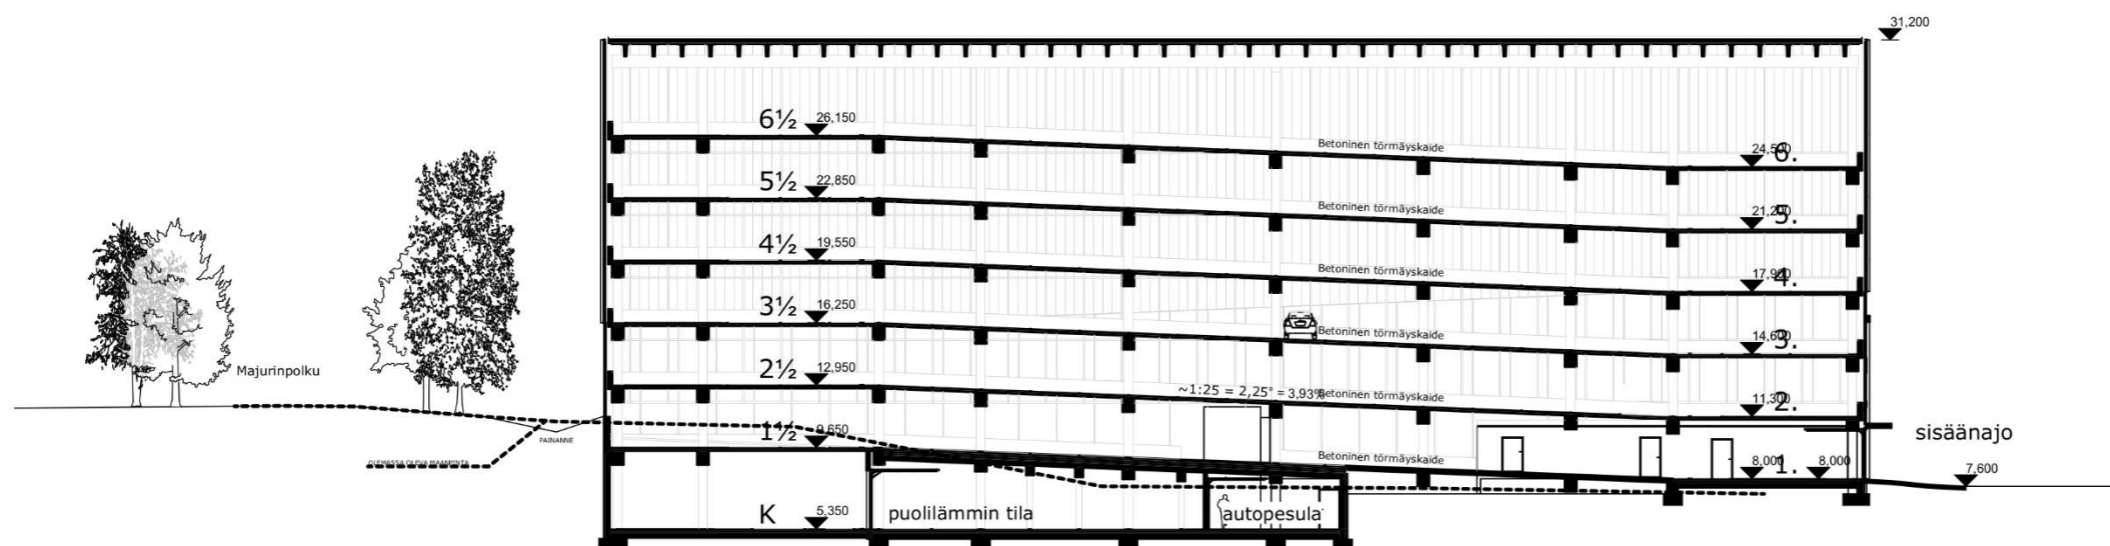 31,200
6½ 26,150
Betoninen törmäyskaide
24,500 6.
5½ 22,850
Betoninen törmäyskaide
21,200 5.
4½ 19,550
Betoninen törmäyskaide
17,900 4.
3½ 16,250
Betoninen törmäyskaide
14,600 3.
Majurinpolku
2½ 12,950
~1:25 = 2,25° = 3,93%
Betoninen törmäyskaide
11,300 2.
1½ 9,650
PAINANNE
sisäänajo
Betoninen törmäyskaide
OLEMASSA OLEVA MAANPINTA
8,000 1. 8,000
7,600
K 5,350
puolilämmin tila
autopesula